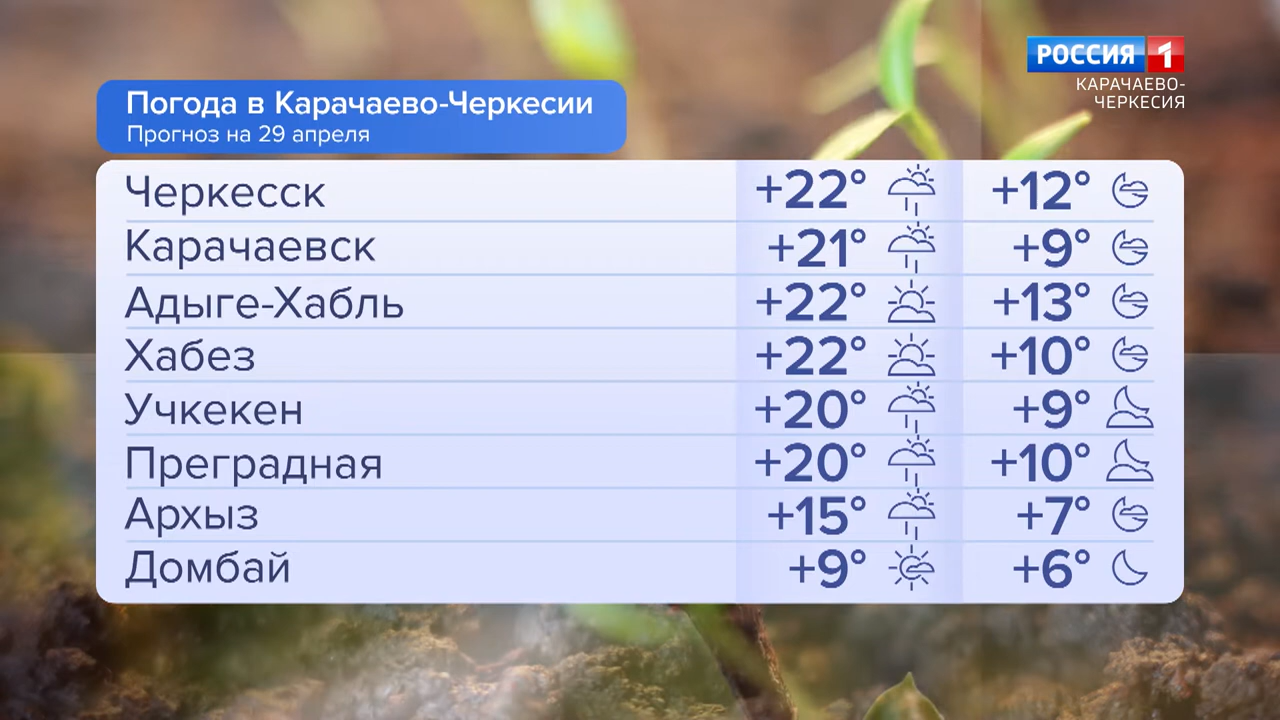 РОССИЯ 1
КАРАЧАЕВО-
ЧЕРКЕСИЯ
Погода в Карачаево-Черкесии
Прогноз на 29 апреля
Черкесск +22° +12°
Карачаевск +21° +9°
Адыге-Хабль +22° +13°
Хабез +22° +10°
Учкекен +20° +9°
Преградная +20° +10°
Архыз +15° +7°
Домбай +9° +6°